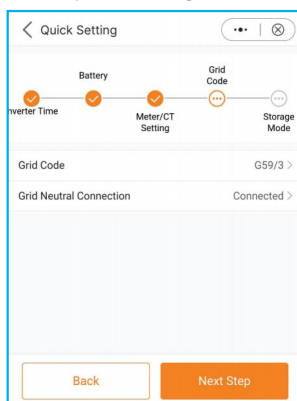 Quick Setting
Battery
Grid
Code
nverter Time
Meter/CT
Setting
Storage
Mode
Grid Code G59/3
Grid Neutral Connection Connected
Back Next Step